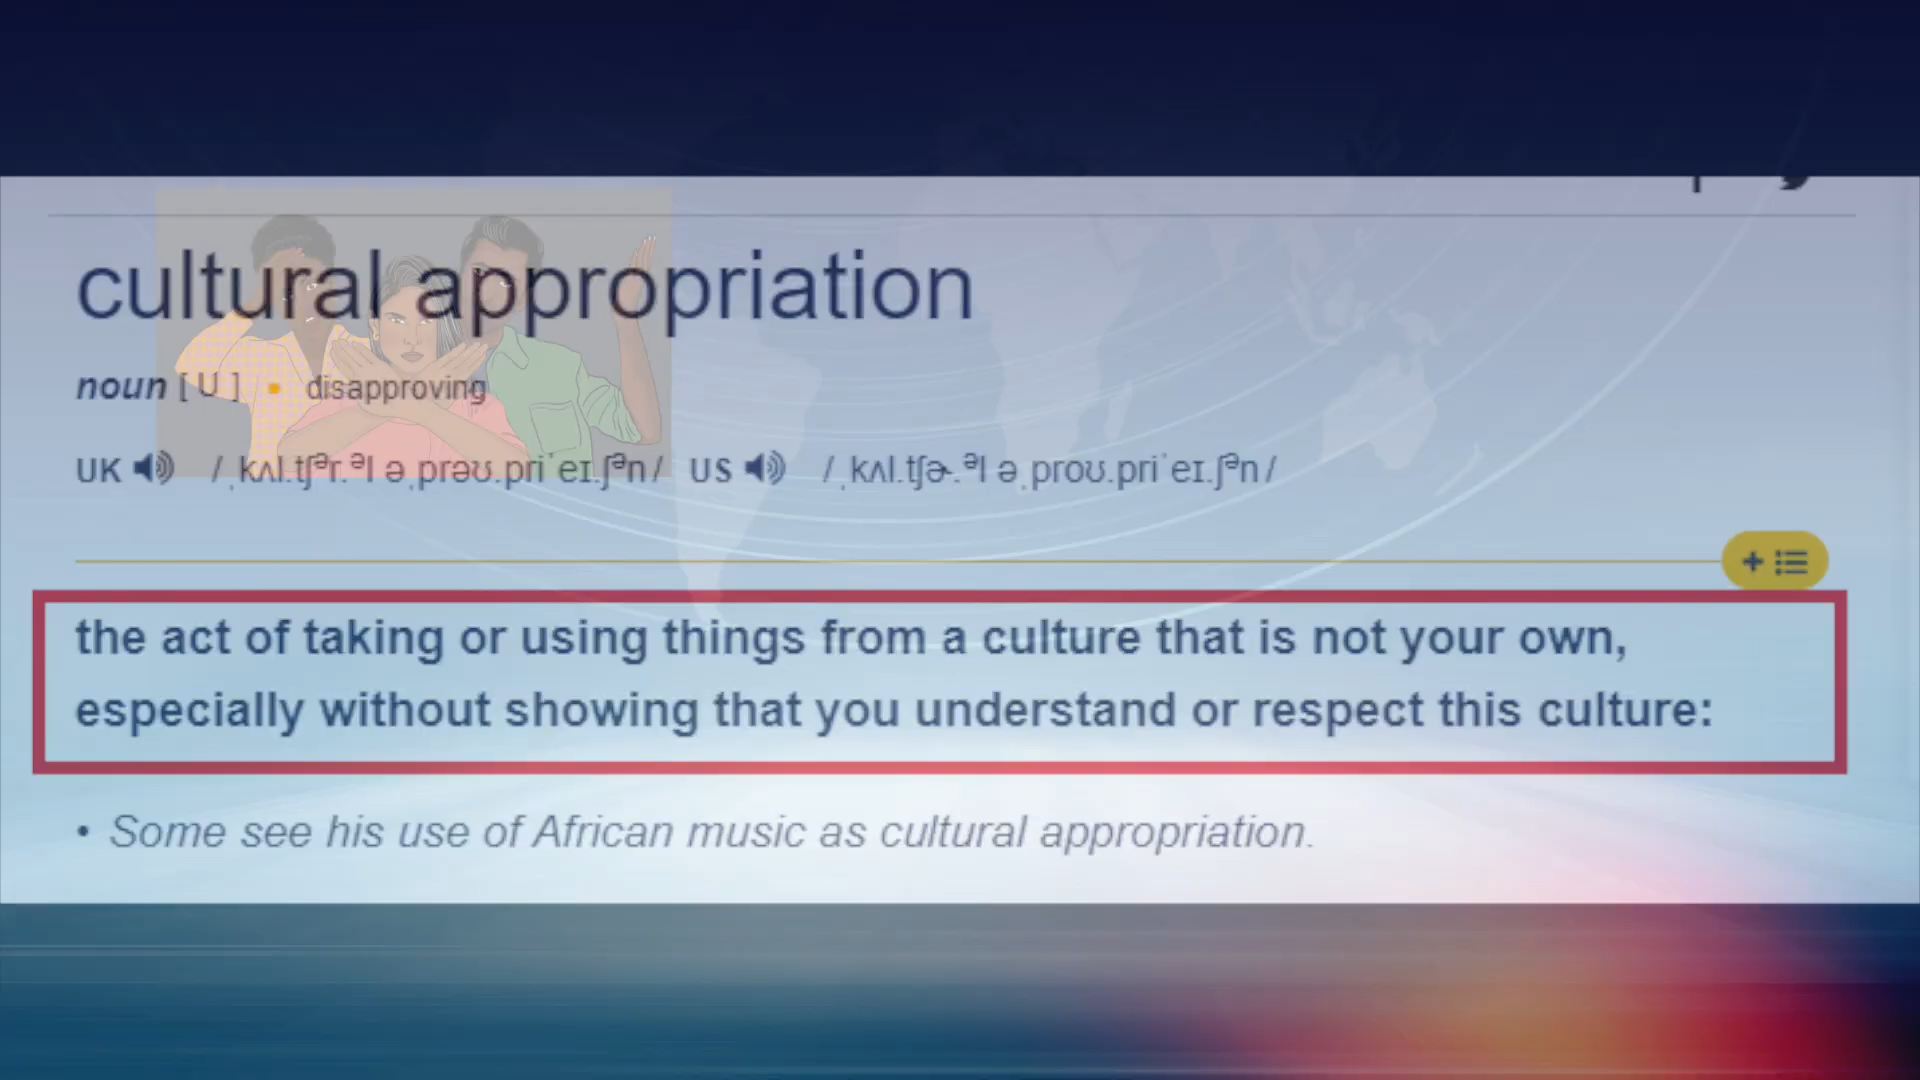 cultural appropriation
noun [ U ] • disapproving
UK /ˌkʌl.tʃᵊr.ᵊl əˌprəʊ.priˈeɪ.ʃᵊn/ US /ˌkʌl.tʃɚ.ᵊl əˌproʊ.priˈeɪ.ʃᵊn/
the act of taking or using things from a culture that is not your own,
especially without showing that you understand or respect this culture:
• Some see his use of African music as cultural appropriation.